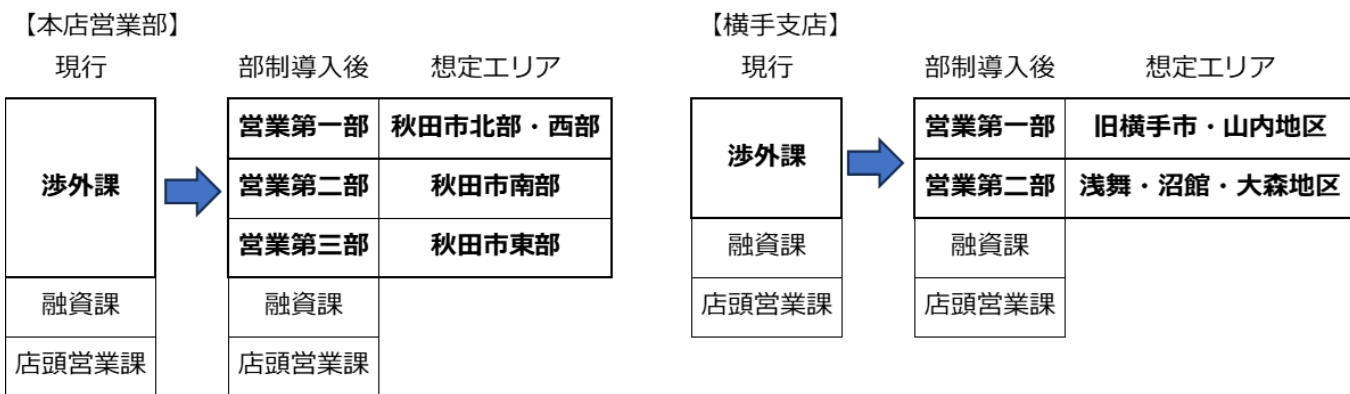 【本店営業部】
現行 部制導入後 想定エリア
渉外課
営業第一部 秋田市北部・西部
営業第二部 秋田市南部
営業第三部 秋田市東部
融資課 融資課
店頭営業課 店頭営業課
【横手支店】
現行 部制導入後 想定エリア
渉外課
営業第一部 旧横手市・山内地区
営業第二部 浅舞・沼館・大森地区
融資課 融資課
店頭営業課 店頭営業課